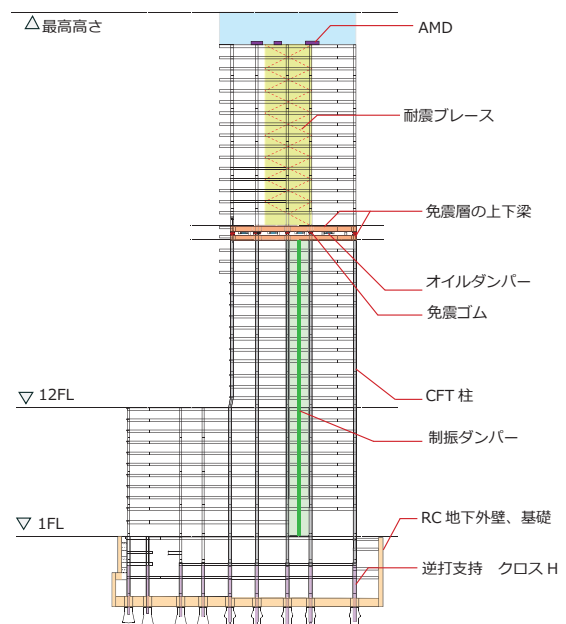 △最高高さ
AMD
耐震ブレース
免震層の上下梁
オイルダンパー
免震ゴム
▽ 12FL
CFT 柱
制振ダンパー
▽ 1FL
RC 地下外壁、基礎
逆打支持　クロス H